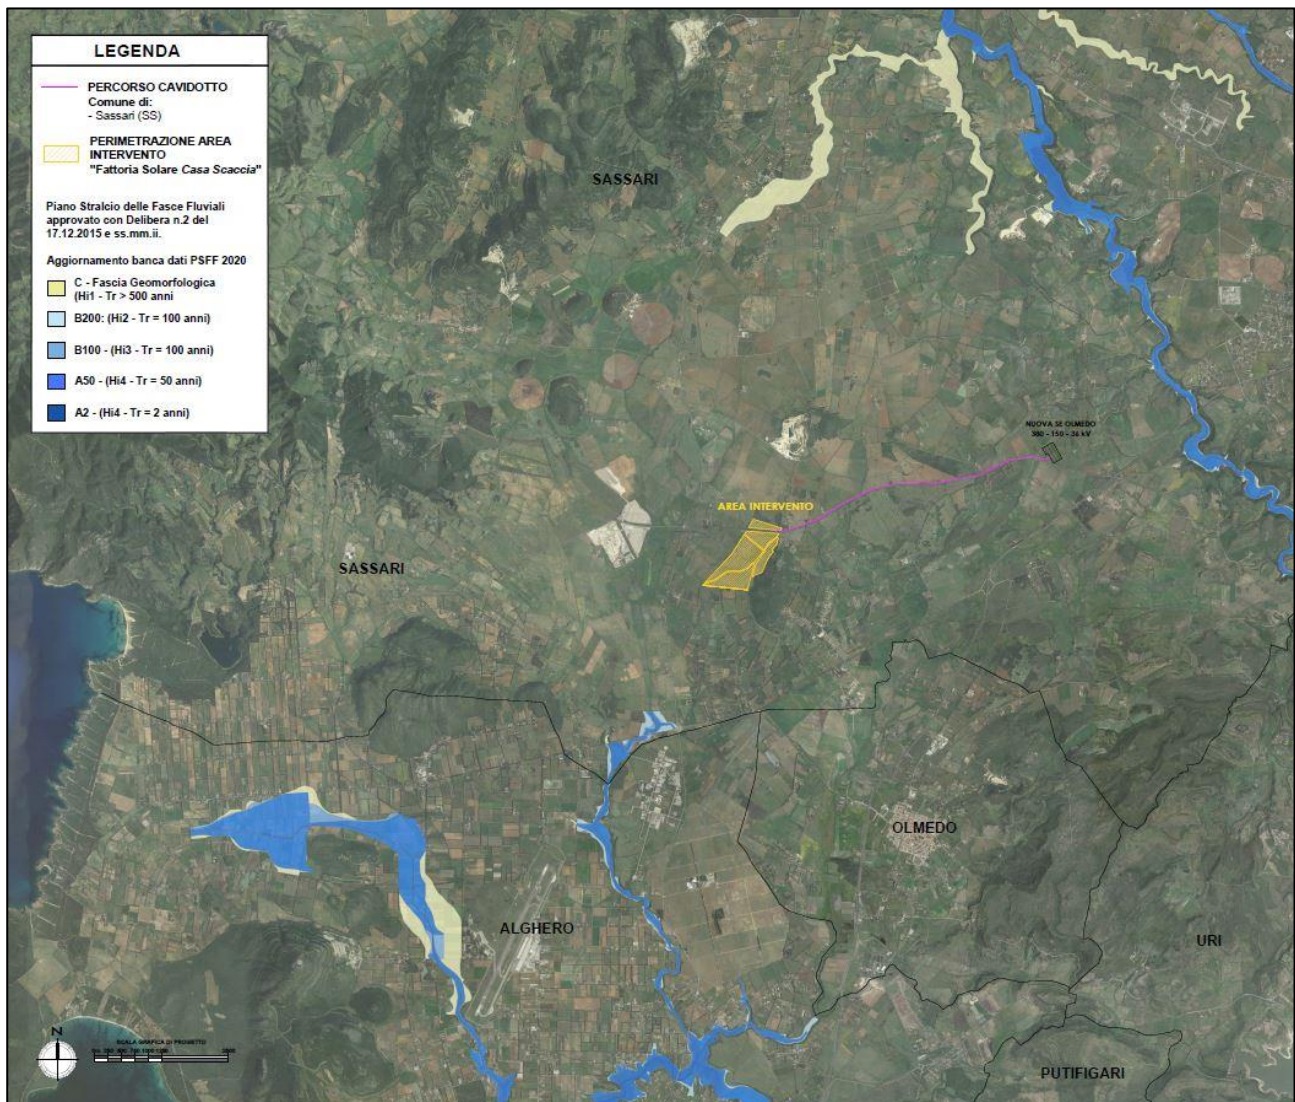 LEGENDA
PERCORSO CAVIDOTTO
Comune di:
- Sassari (SS)
PERIMETRAZIONE AREA
INTERVENTO
"Fattoria Solare Casa Scaccia"
Piano Stralcio delle Fasce Fluviali
approvato con Delibera n.2 del
17.12.2015 e ss.mm.ii.
Aggiornamento banca dati PSFF 2020
C - Fascia Geomorfologica
(Hi1 - Tr > 500 anni
B200: (Hi2 - Tr = 100 anni)
B100 - (Hi3 - Tr = 100 anni)
A50 - (Hi4 - Tr = 50 anni)
A2 - (Hi4 - Tr = 2 anni)
SASSARI
NUOVA SE OLMEDO
380 - 150 - 36 kV
AREA INTERVENTO
SASSARI
OLMEDO
ALGHERO
URI
PUTIFIGARI
N
SCALA GRAFICA DI PROGETTO